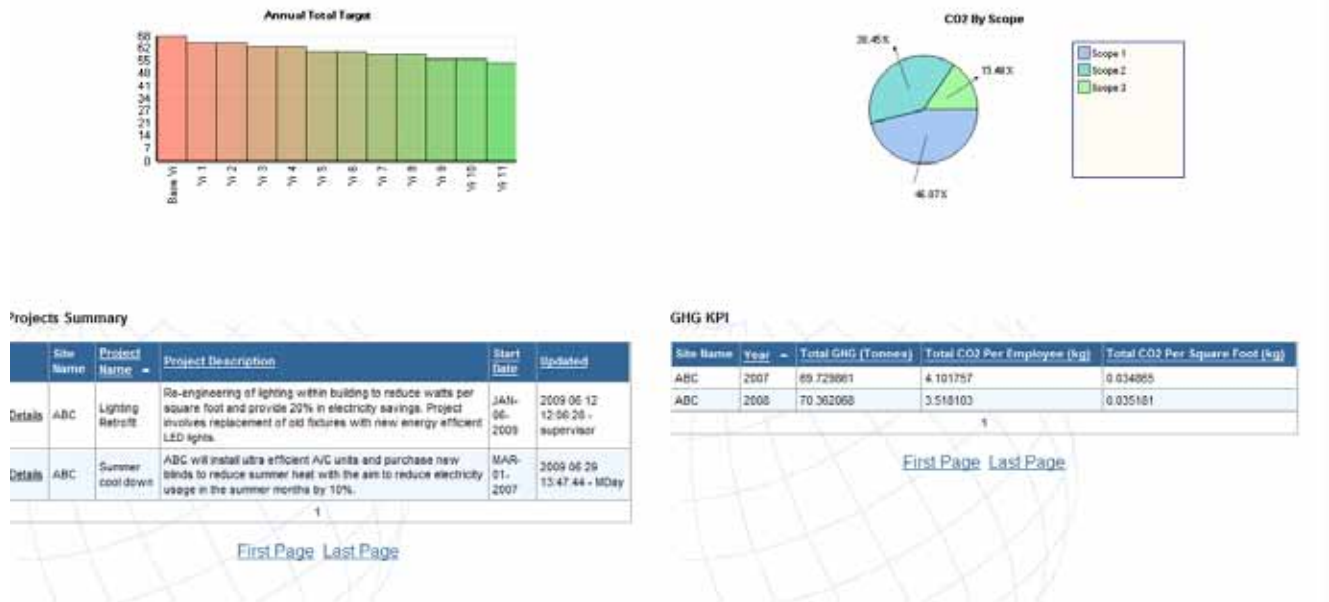 Annual Total Target
68
62
55
48
41
34
27
21
14
7
0
Base Yr
Yr 1
Yr 2
Yr 3
Yr 4
Yr 5
Yr 6
Yr 7
Yr 8
Yr 9
Yr 10
Yr 11
CO2 By Scope
46.07%
Scope 1
Scope 2
Scope 3
Projects Summary
Site Name Project Name Project Description Start Date Updated
Details ABC Lighting Retrofit
Re-engineering of lighting within building to reduce watts per
square foot and provide 20% in electricity savings. Project
involves replacement of old fixtures with new energy efficient
LED lights.
JAN-06-2009
2009 06 12
12:06:26 -
supervisor
Details ABC Summer cool down
ABC will install ultra efficient A/C units and purchase new
blinds to reduce summer heat with the aim to reduce electricity
usage in the summer months by 10%.
MAR-01-2007
2009 06 29
13:47:44 - MDay
1
First Page Last Page
GHG KPI
Site Name Year Total GHG (Tonnes) Total CO2 Per Employee (kg) Total CO2 Per Square Foot (kg)
ABC 2007 69.729861 4.101757 0.034865
ABC 2008 70.362068 3.518103 0.035181
1
First Page Last Page